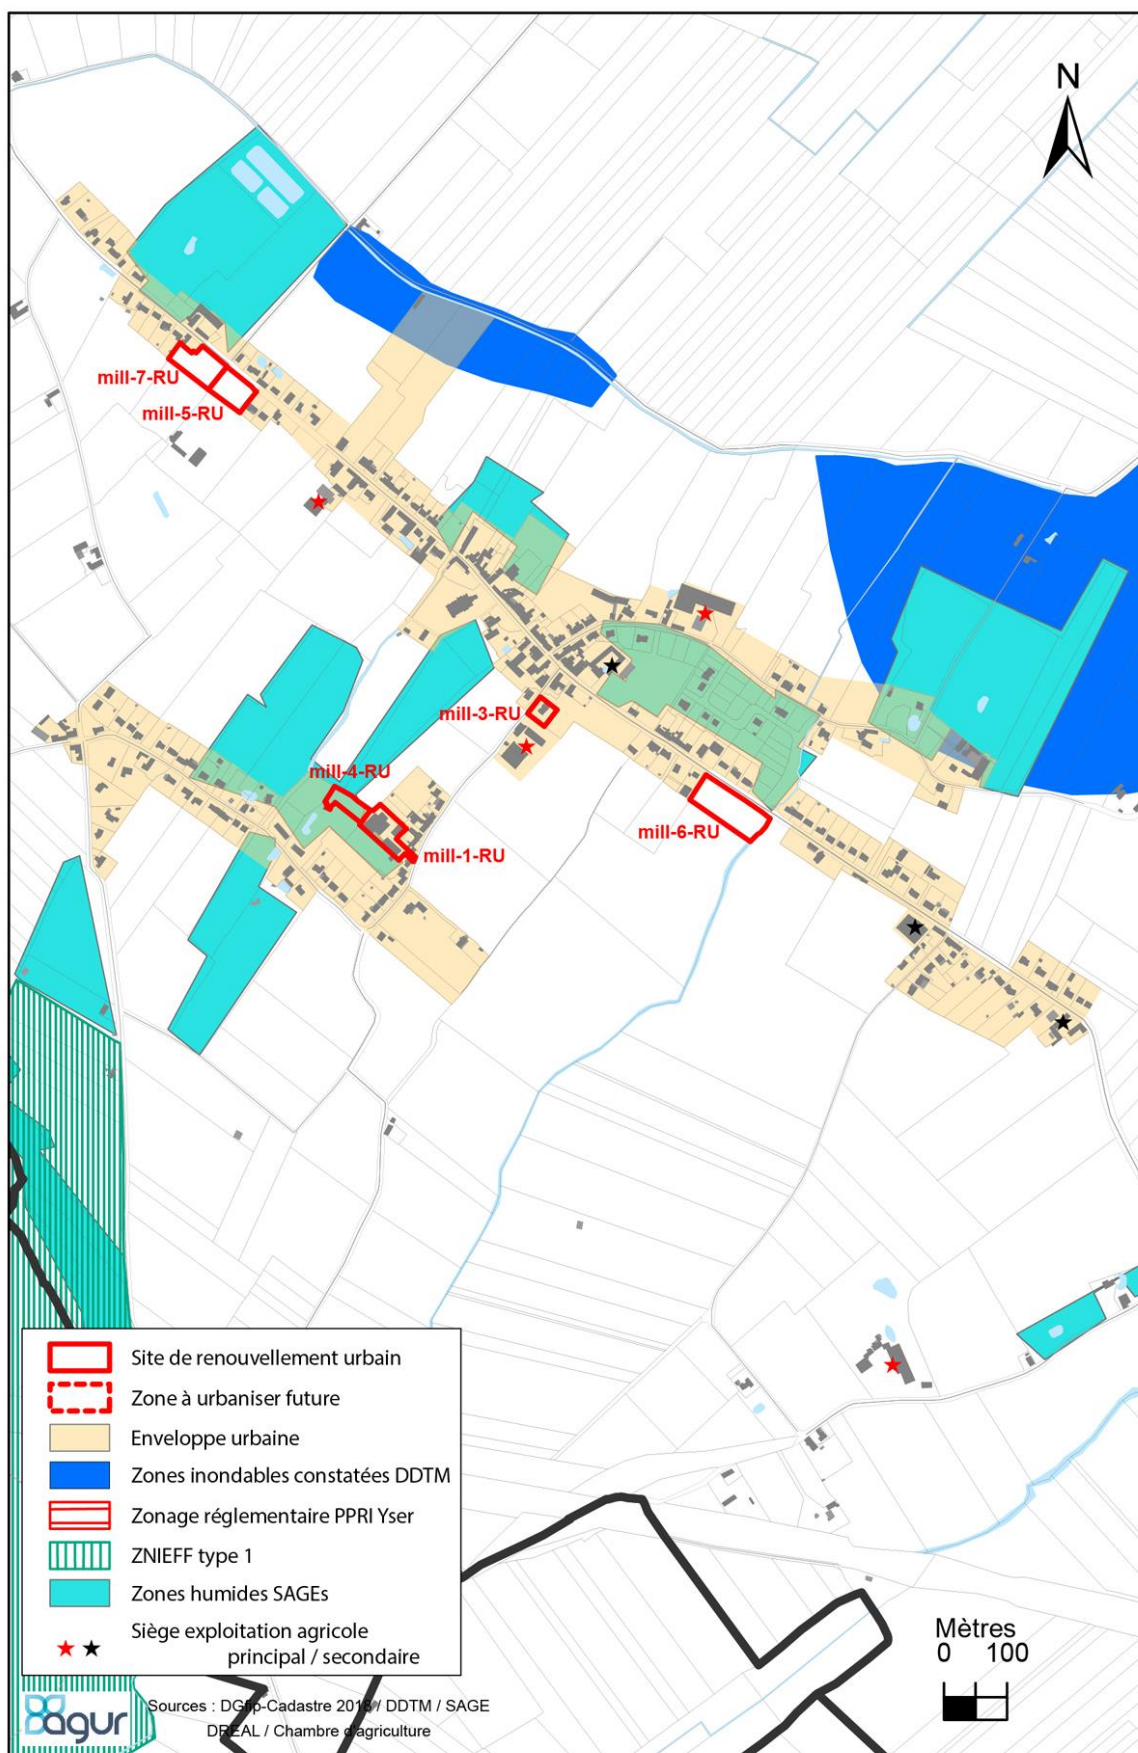 N
mill-7-RU
mill-5-RU
mill-3-RU
mill-4-RU
mill-6-RU
mill-1-RU
Site de renouvellement urbain
Zone à urbaniser future
Enveloppe urbaine
Zones inondables constatées DDTM
Zonage réglementaire PPRI Yser
ZNIEFF type 1
Zones humides SAGEs
Siège exploitation agricole
principal / secondaire
Mètres
0 100
agur
Sources : DGfip-Cadastre 2018 / DDTM / SAGE
DREAL / Chambre d'agriculture